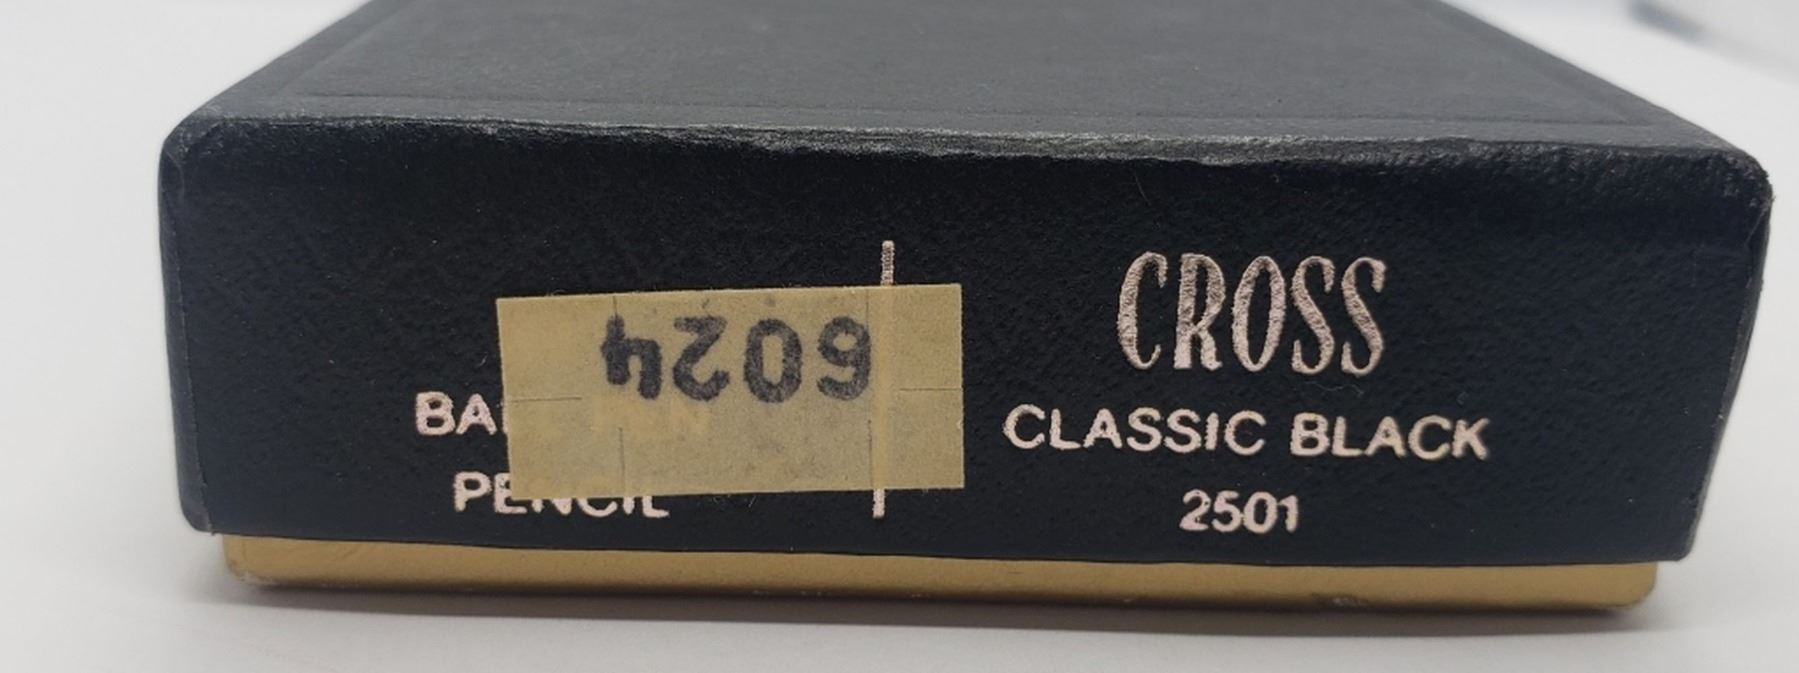 6024
BA
PENCIL
CROSS
CLASSIC BLACK
2501